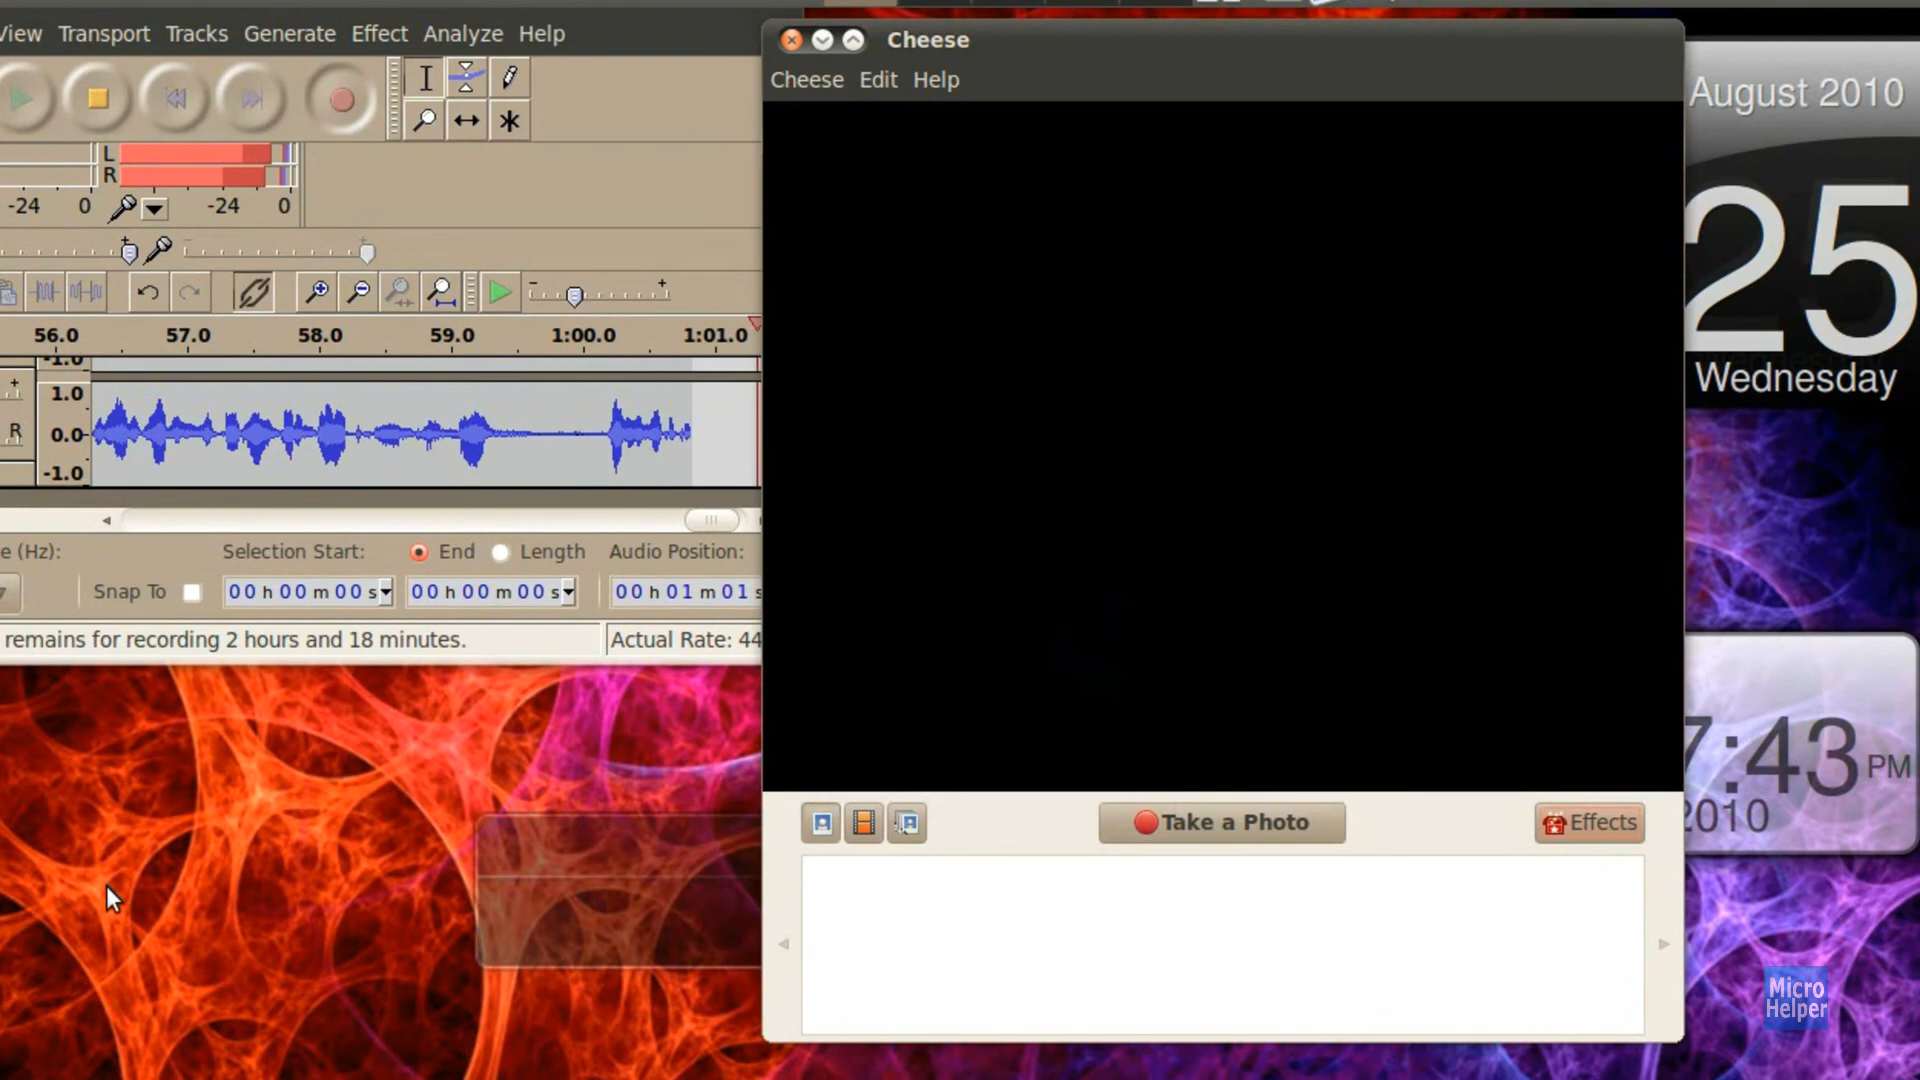 View Transport Tracks Generate Effect Analyze Help
L
R
-24 0 -24 0
56.0 57.0 58.0 59.0 1:00.0 1:01.0
-1.0
1.0
R
0.0
-1.0
e (Hz): Selection Start: End Length Audio Position:
Snap To 00 h 00 m 00 s 00 h 00 m 00 s 00 h 01 m 01 s
remains for recording 2 hours and 18 minutes. Actual Rate: 44
Cheese
Cheese Edit Help
Take a Photo Effects
August 2010
25
Wednesday
7:43 PM
2010
Micro
Helper